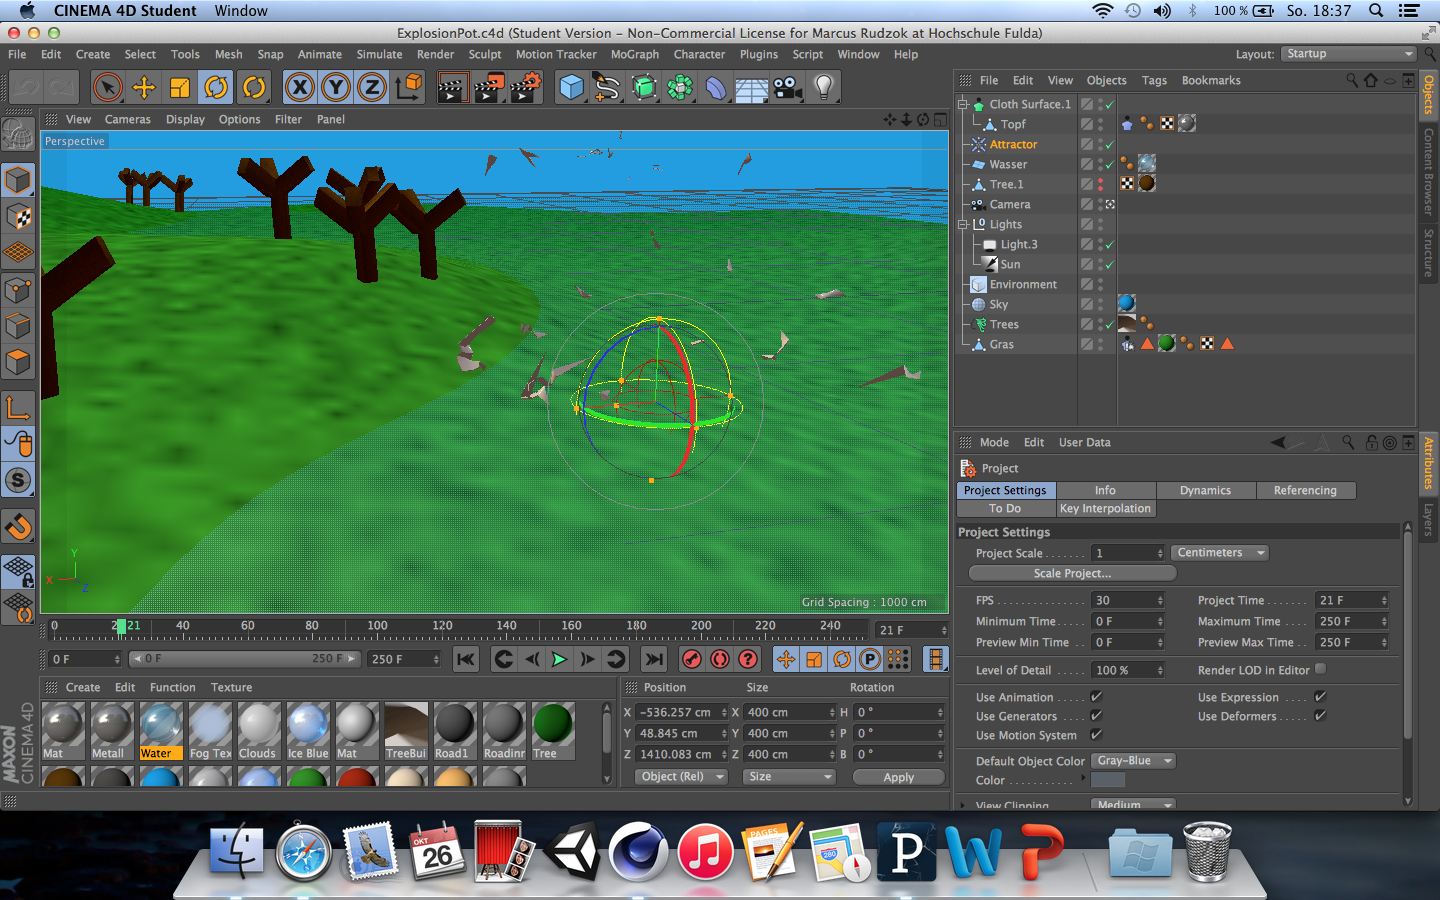 CINEMA 4D Student Window 100 % So. 18:37
ExplosionPot.c4d (Student Version – Non-Commercial License for Marcus Rudzok at Hochschule Fulda)
File Edit Create Select Tools Mesh Snap Animate Simulate Render Sculpt Motion Tracker MoGraph Character Plugins Script Window Help Layout: Startup
X Y Z
View Cameras Display Options Filter Panel
Perspective
Y
X
Z
Grid Spacing : 1000 cm
File Edit View Objects Tags Bookmarks
Cloth Surface.1
Topf
Attractor
Wasser
Tree.1
Camera
Lights
Light.3
Sun
Environment
Sky
Trees
Gras
Objects
Content Browser
Structure
Mode Edit User Data
Project
Project Settings Info Dynamics Referencing
To Do Key Interpolation
Project Settings
Project Scale 1 Centimeters
Scale Project...
FPS 30 Project Time 21 F
Minimum Time 0 F Maximum Time 250 F
Preview Min Time 0 F Preview Max Time 250 F
Level of Detail 100 % Render LOD in Editor
Use Animation Use Expression
Use Generators Use Deformers
Use Motion System
Default Object Color Gray-Blue
Color
View Clipping Medium
Attributes
Layers
0 21 40 60 80 100 120 140 160 180 200 220 240 21 F
0 F 0 F 250 F 250 F
Create Edit Function Texture
Mat Metall Water Fog Tex Clouds Ice Blue Mat TreeBui Road1 Roadinr Tree
Position Size Rotation
X -536.257 cm X 400 cm H 0 °
Y 48.845 cm Y 400 cm P 0 °
Z 1410.083 cm Z 400 cm B 0 °
Object (Rel) Size Apply
MAXON
CINEMA 4D
OKT
26
PAGES
280
P